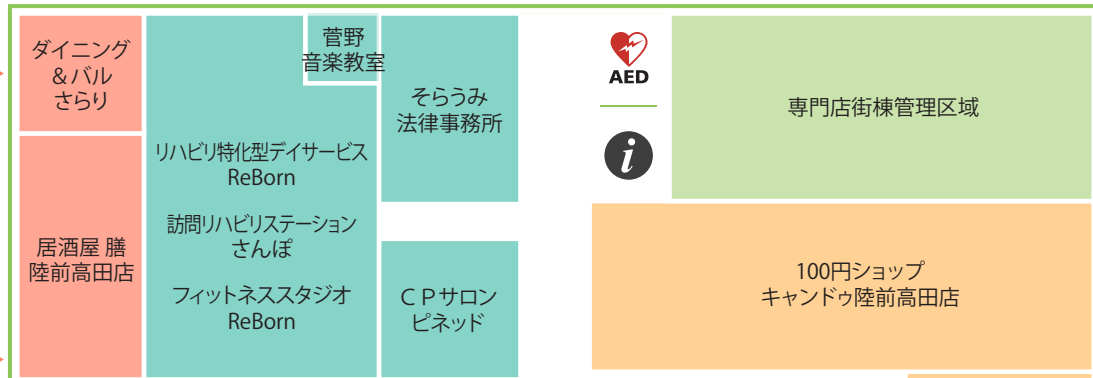 ダイニング
&バル
さらり
居酒屋 膳
陸前高田店
菅野
音楽教室
リハビリ特化型デイサービス
ReBorn
訪問リハビリステーション
さんぽ
フィットネススタジオ
ReBorn
そらうみ
法律事務所
ＣＰサロン
ピネッド
AED
i
専門店街棟管理区域
100円ショップ
キャンドゥ陸前高田店